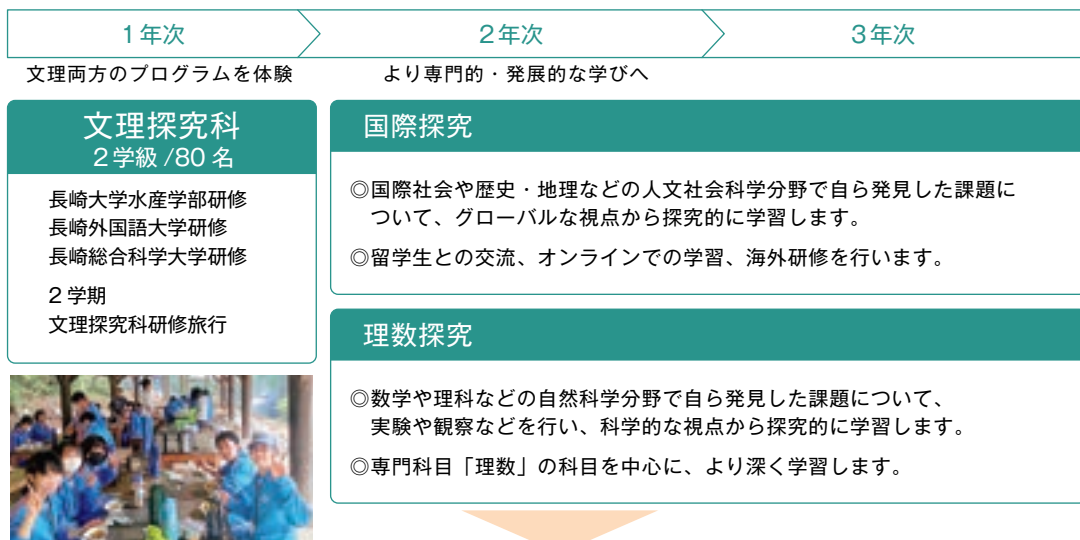 1年次
2年次
3年次
文理両方のプログラムを体験
より専門的・発展的な学びへ
文理探究科
2学級/80名
長崎大学水産学部研修
長崎外国語大学研修
長崎総合科学大学研修
2学期
文理探究科研修旅行
国際探究
◎国際社会や歴史・地理などの人文社会科学分野で自ら発見した課題に
ついて、グローバルな視点から探究的に学習します。
◎留学生との交流、オンラインでの学習、海外研修を行います。
理数探究
◎数学や理科などの自然科学分野で自ら発見した課題について、
実験や観察などを行い、科学的な視点から探究的に学習します。
◎専門科目「理数」の科目を中心に、より深く学習します。